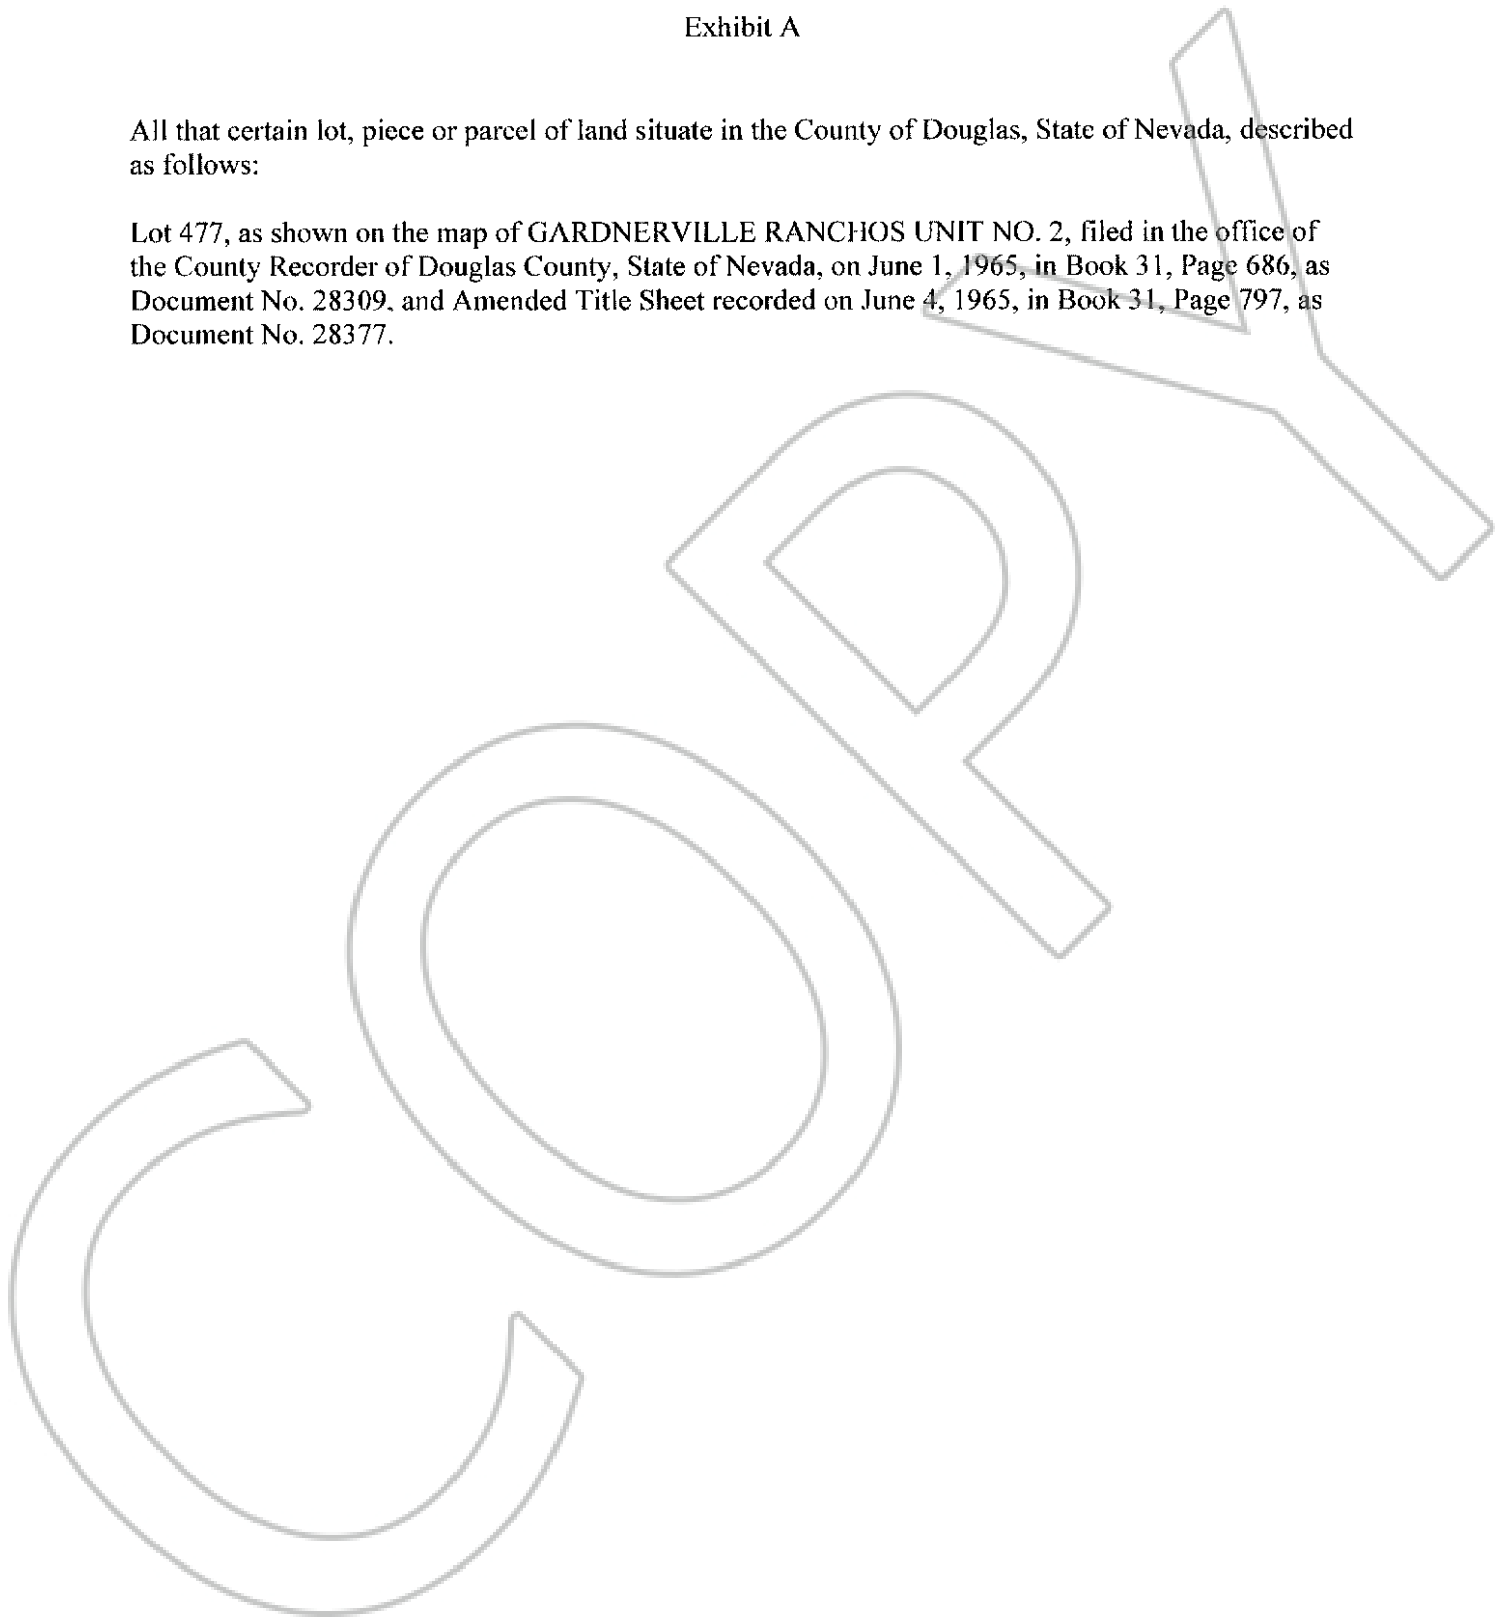 Exhibit A
All that certain lot, piece or parcel of land situate in the County of Douglas, State of Nevada, described
as follows:
Lot 477, as shown on the map of GARDNERVILLE RANCHOS UNIT NO. 2, filed in the office of
the County Recorder of Douglas County, State of Nevada, on June 1, 1965, in Book 31, Page 686, as
Document No. 28309, and Amended Title Sheet recorded on June 4, 1965, in Book 31, Page 797, as
Document No. 28377.
COPY